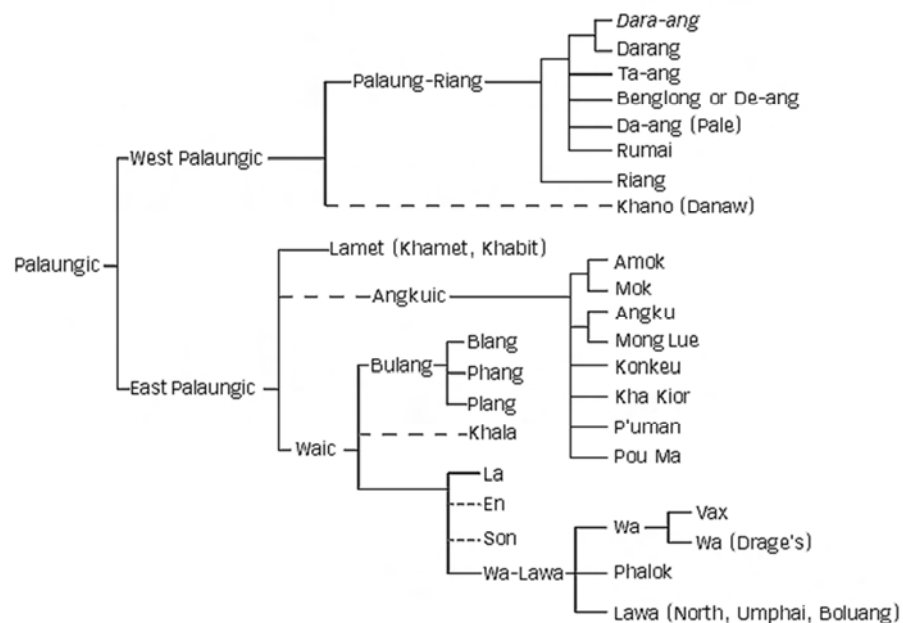 Dara-ang
Darang
Ta-ang
Palaung-Riang
Benglong or De-ang
Da-ang (Pale)
Rumai
West Palaungic
Riang
Khano (Danaw)
Lamet (Khamet, Khabit)
Palaungic
Amok
Angkuic
Mok
Angku
Blang
Mong Lue
Bulang
Phang
Konkeu
East Palaungic
Plang
Kha Kior
Khala
P'uman
Waic
Pou Ma
La
En
Vax
Wa
Son
Wa (Drage's)
Wa-Lawa
Phalok
Lawa (North, Umphai, Boluang)